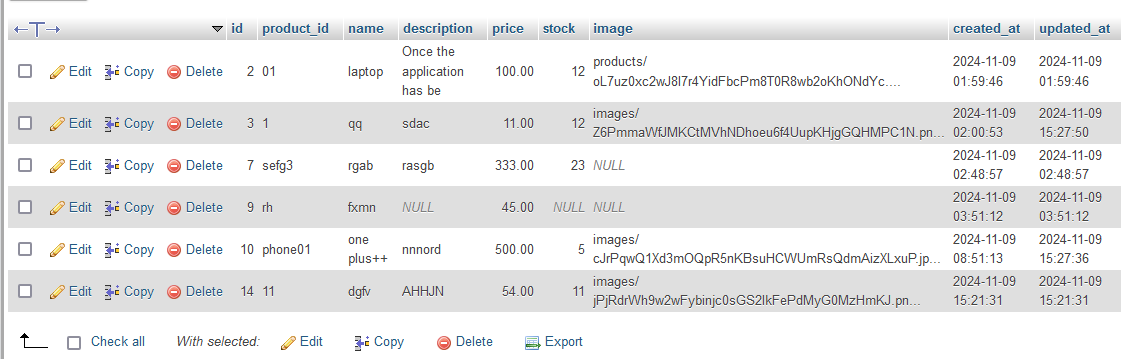 id product_id name description price stock image created_at updated_at
Edit Copy Delete 2 01 laptop Once the application has be 100.00 12 products/ oL7uz0xc2wJ8l7r4YidFbcPm8T0R8wb2oKhONdYc.... 2024-11-09 01:59:46 2024-11-09 01:59:46
Edit Copy Delete 3 1 qq sdac 11.00 12 images/ Z6PmmaWfJMKCtMVhNDhoeu6f4UupKHjgGQHMPC1N.pn... 2024-11-09 02:00:53 2024-11-09 15:27:50
Edit Copy Delete 7 sefg3 rgab rasgb 333.00 23 NULL 2024-11-09 02:48:57 2024-11-09 02:48:57
Edit Copy Delete 9 rh fxmn NULL 45.00 NULL NULL 2024-11-09 03:51:12 2024-11-09 03:51:12
Edit Copy Delete 10 phone01 one plus++ nnnord 500.00 5 images/ cJrPqwQ1Xd3mOQpR5nKBsuHCWUmRsQdmAizXLxuP.jp... 2024-11-09 08:51:13 2024-11-09 15:27:36
Edit Copy Delete 14 11 dgfv AHHJN 54.00 11 images/ jPjRdrWh9w2wFybinjc0sGS2lkFePdMyG0MzHmKJ.pn... 2024-11-09 15:21:31 2024-11-09 15:21:31
Check all With selected: Edit Copy Delete Export